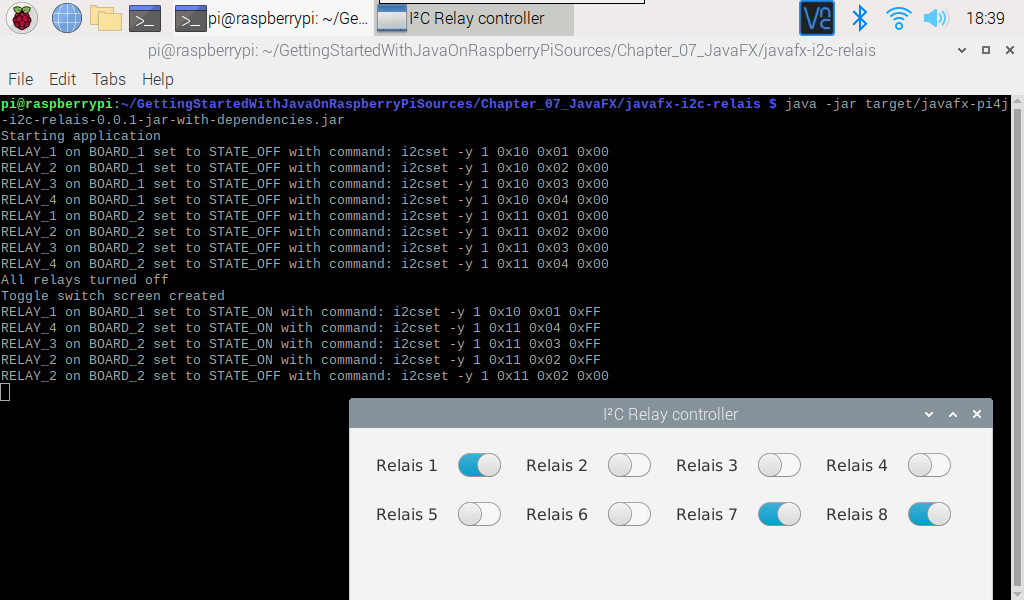 pi@raspberrypi: ~/Ge... I²C Relay controller 18:39
pi@raspberrypi: ~/GettingStartedWithJavaOnRaspberryPiSources/Chapter_07_JavaFX/javafx-i2c-relais
File Edit Tabs Help
pi@raspberrypi:~/GettingStartedWithJavaOnRaspberryPiSources/Chapter_07_JavaFX/javafx-i2c-relais $ java -jar target/javafx-pi4j
-i2c-relais-0.0.1-jar-with-dependencies.jar
Starting application
RELAY_1 on BOARD_1 set to STATE_OFF with command: i2cset -y 1 0x10 0x01 0x00
RELAY_2 on BOARD_1 set to STATE_OFF with command: i2cset -y 1 0x10 0x02 0x00
RELAY_3 on BOARD_1 set to STATE_OFF with command: i2cset -y 1 0x10 0x03 0x00
RELAY_4 on BOARD_1 set to STATE_OFF with command: i2cset -y 1 0x10 0x04 0x00
RELAY_1 on BOARD_2 set to STATE_OFF with command: i2cset -y 1 0x11 0x01 0x00
RELAY_2 on BOARD_2 set to STATE_OFF with command: i2cset -y 1 0x11 0x02 0x00
RELAY_3 on BOARD_2 set to STATE_OFF with command: i2cset -y 1 0x11 0x03 0x00
RELAY_4 on BOARD_2 set to STATE_OFF with command: i2cset -y 1 0x11 0x04 0x00
All relays turned off
Toggle switch screen created
RELAY_1 on BOARD_1 set to STATE_ON with command: i2cset -y 1 0x10 0x01 0xFF
RELAY_4 on BOARD_2 set to STATE_ON with command: i2cset -y 1 0x11 0x04 0xFF
RELAY_3 on BOARD_2 set to STATE_ON with command: i2cset -y 1 0x11 0x03 0xFF
RELAY_2 on BOARD_2 set to STATE_ON with command: i2cset -y 1 0x11 0x02 0xFF
RELAY_2 on BOARD_2 set to STATE_OFF with command: i2cset -y 1 0x11 0x02 0x00
I²C Relay controller
Relais 1 Relais 2 Relais 3 Relais 4
Relais 5 Relais 6 Relais 7 Relais 8